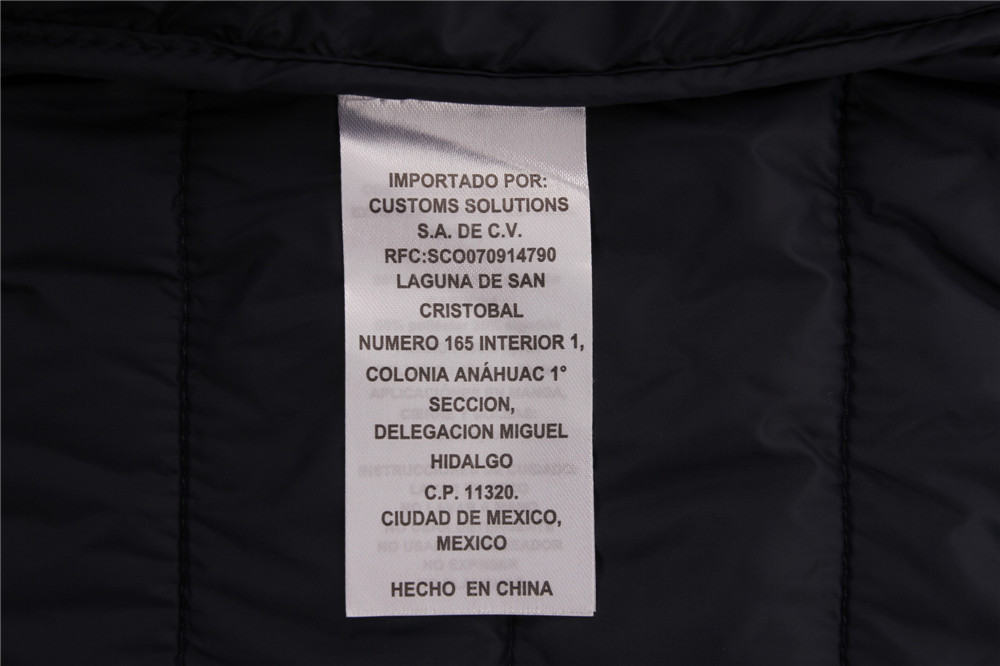 IMPORTADO POR:
CUSTOMS SOLUTIONS
S.A. DE C.V.
RFC:SCO070914790
LAGUNA DE SAN
CRISTOBAL
NUMERO 165 INTERIOR 1,
COLONIA ANÁHUAC 1°
SECCION,
DELEGACION MIGUEL
HIDALGO
C.P. 11320.
CIUDAD DE MEXICO,
MEXICO
HECHO EN CHINA